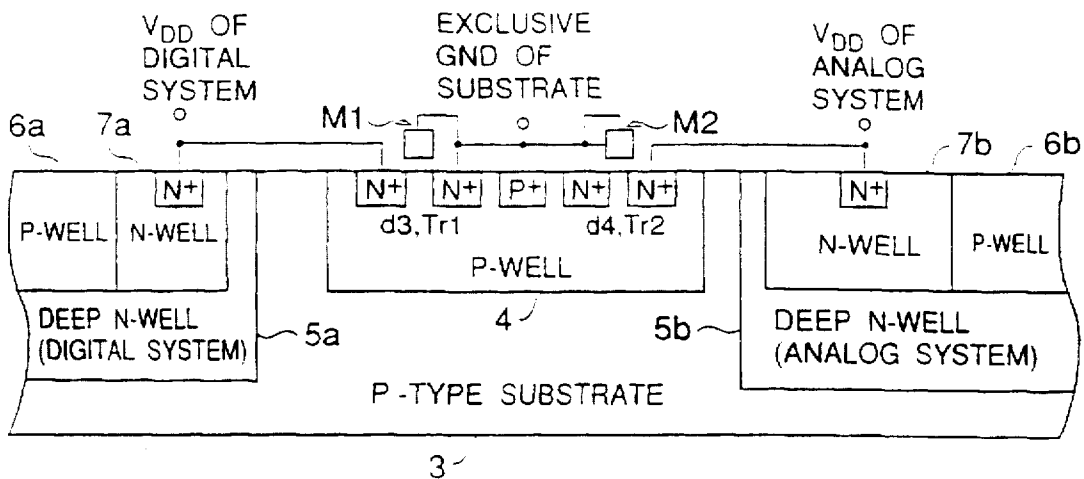 VDD OF
DIGITAL
SYSTEM
EXCLUSIVE
GND OF
SUBSTRATE
VDD OF
ANALOG
SYSTEM
6a
7a
M1
M2
7b
6b
N+
N+
N+
P+
N+
N+
N+
P-WELL
N-WELL
d3,Tr1
d4,Tr2
N-WELL
P-WELL
P-WELL
4
DEEP N-WELL
(DIGITAL SYSTEM)
5a
5b
DEEP N-WELL
(ANALOG SYSTEM)
P-TYPE SUBSTRATE
3